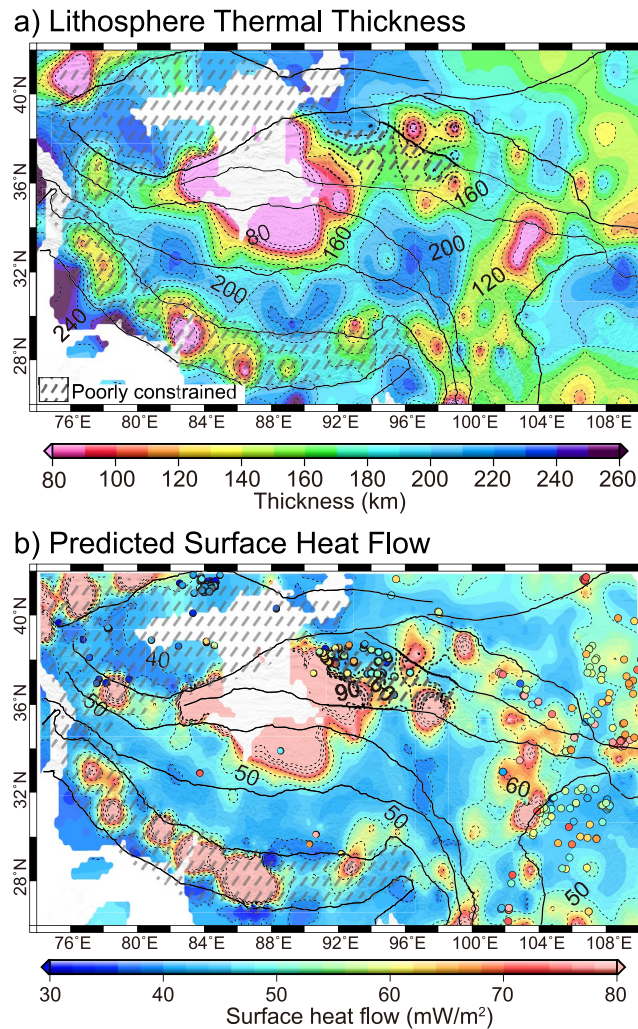 a) Lithosphere Thermal Thickness
40°N
36°N
32°N
28°N
80
160
160
200
200
120
240
Poorly constrained
76°E 80°E 84°E 88°E 92°E 96°E 100°E 104°E 108°E
80 100 120 140 160 180 200 220 240 260
Thickness (km)
b) Predicted Surface Heat Flow
40°N
36°N
32°N
28°N
40
50
90
60
50
60
50
50
76°E 80°E 84°E 88°E 92°E 96°E 100°E 104°E 108°E
30 40 50 60 70 80
Surface heat flow (mW/m²)